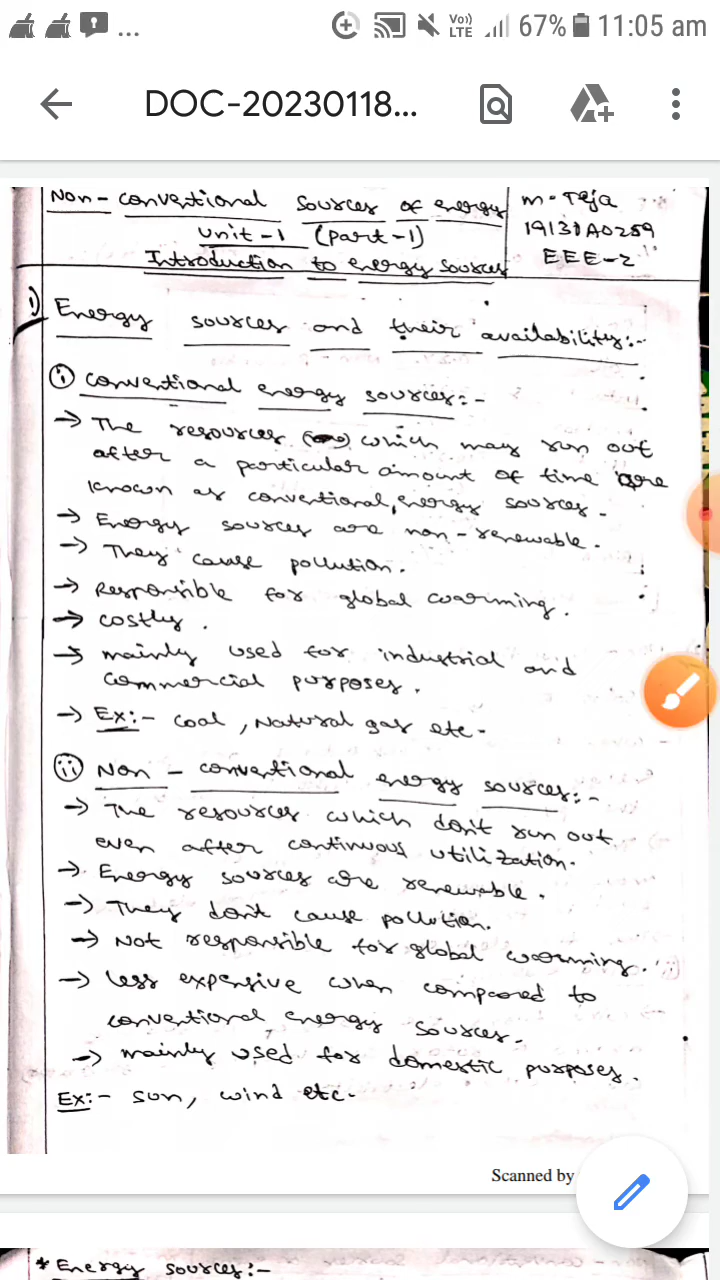 ...
Vo))
LTE
67%
11:05 am
DOC-20230118...
Non-conventional sources of energy
unit-1 (part-1)
Introduction to energy sources
M. Teja
19131A0259
EEE-2
1) Energy sources and their availability:-
(i) conventional energy sources:-
→ The resources which may run out
after a particular amount of time are
known as conventional energy sources.
→ Energy sources are non-renewable.
→ They cause pollution.
→ Responsible for global warming.
→ costly.
→ mainly used for industrial and
commercial purposes.
→ Ex:- coal, Natural gas etc.
(ii) Non-conventional energy sources:-
→ The resources which don't run out
even after continuous utilization.
→ Energy sources are renewable.
→ They don't cause pollution.
→ Not responsible for global warming.
→ less expensive when compared to
conventional energy sources.
→ mainly used for domestic purposes.
Ex:- sun, wind etc.
Scanned by
* Energy sources:-